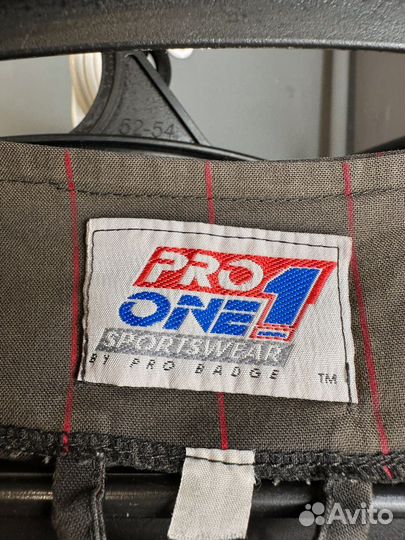 52-54
PRO
ONE 1
SPORTSWEAR
BY PRO BADGE TM
Avito